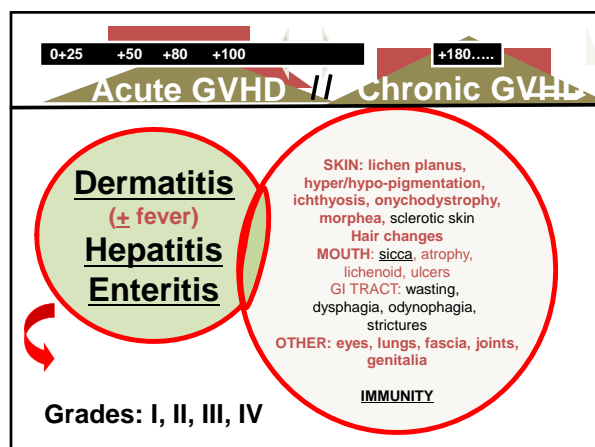 0+25 +50 +80 +100 +180…..
Acute GVHD // Chronic GVHD
Dermatitis
(+ fever)
Hepatitis
Enteritis
Grades: I, II, III, IV
SKIN: lichen planus,
hyper/hypo-pigmentation,
ichthyosis, onychodystrophy,
morphea, sclerotic skin
Hair changes
MOUTH: sicca, atrophy,
lichenoid, ulcers
GI TRACT: wasting,
dysphagia, odynophagia,
strictures
OTHER: eyes, lungs, fascia, joints,
genitalia
IMMUNITY